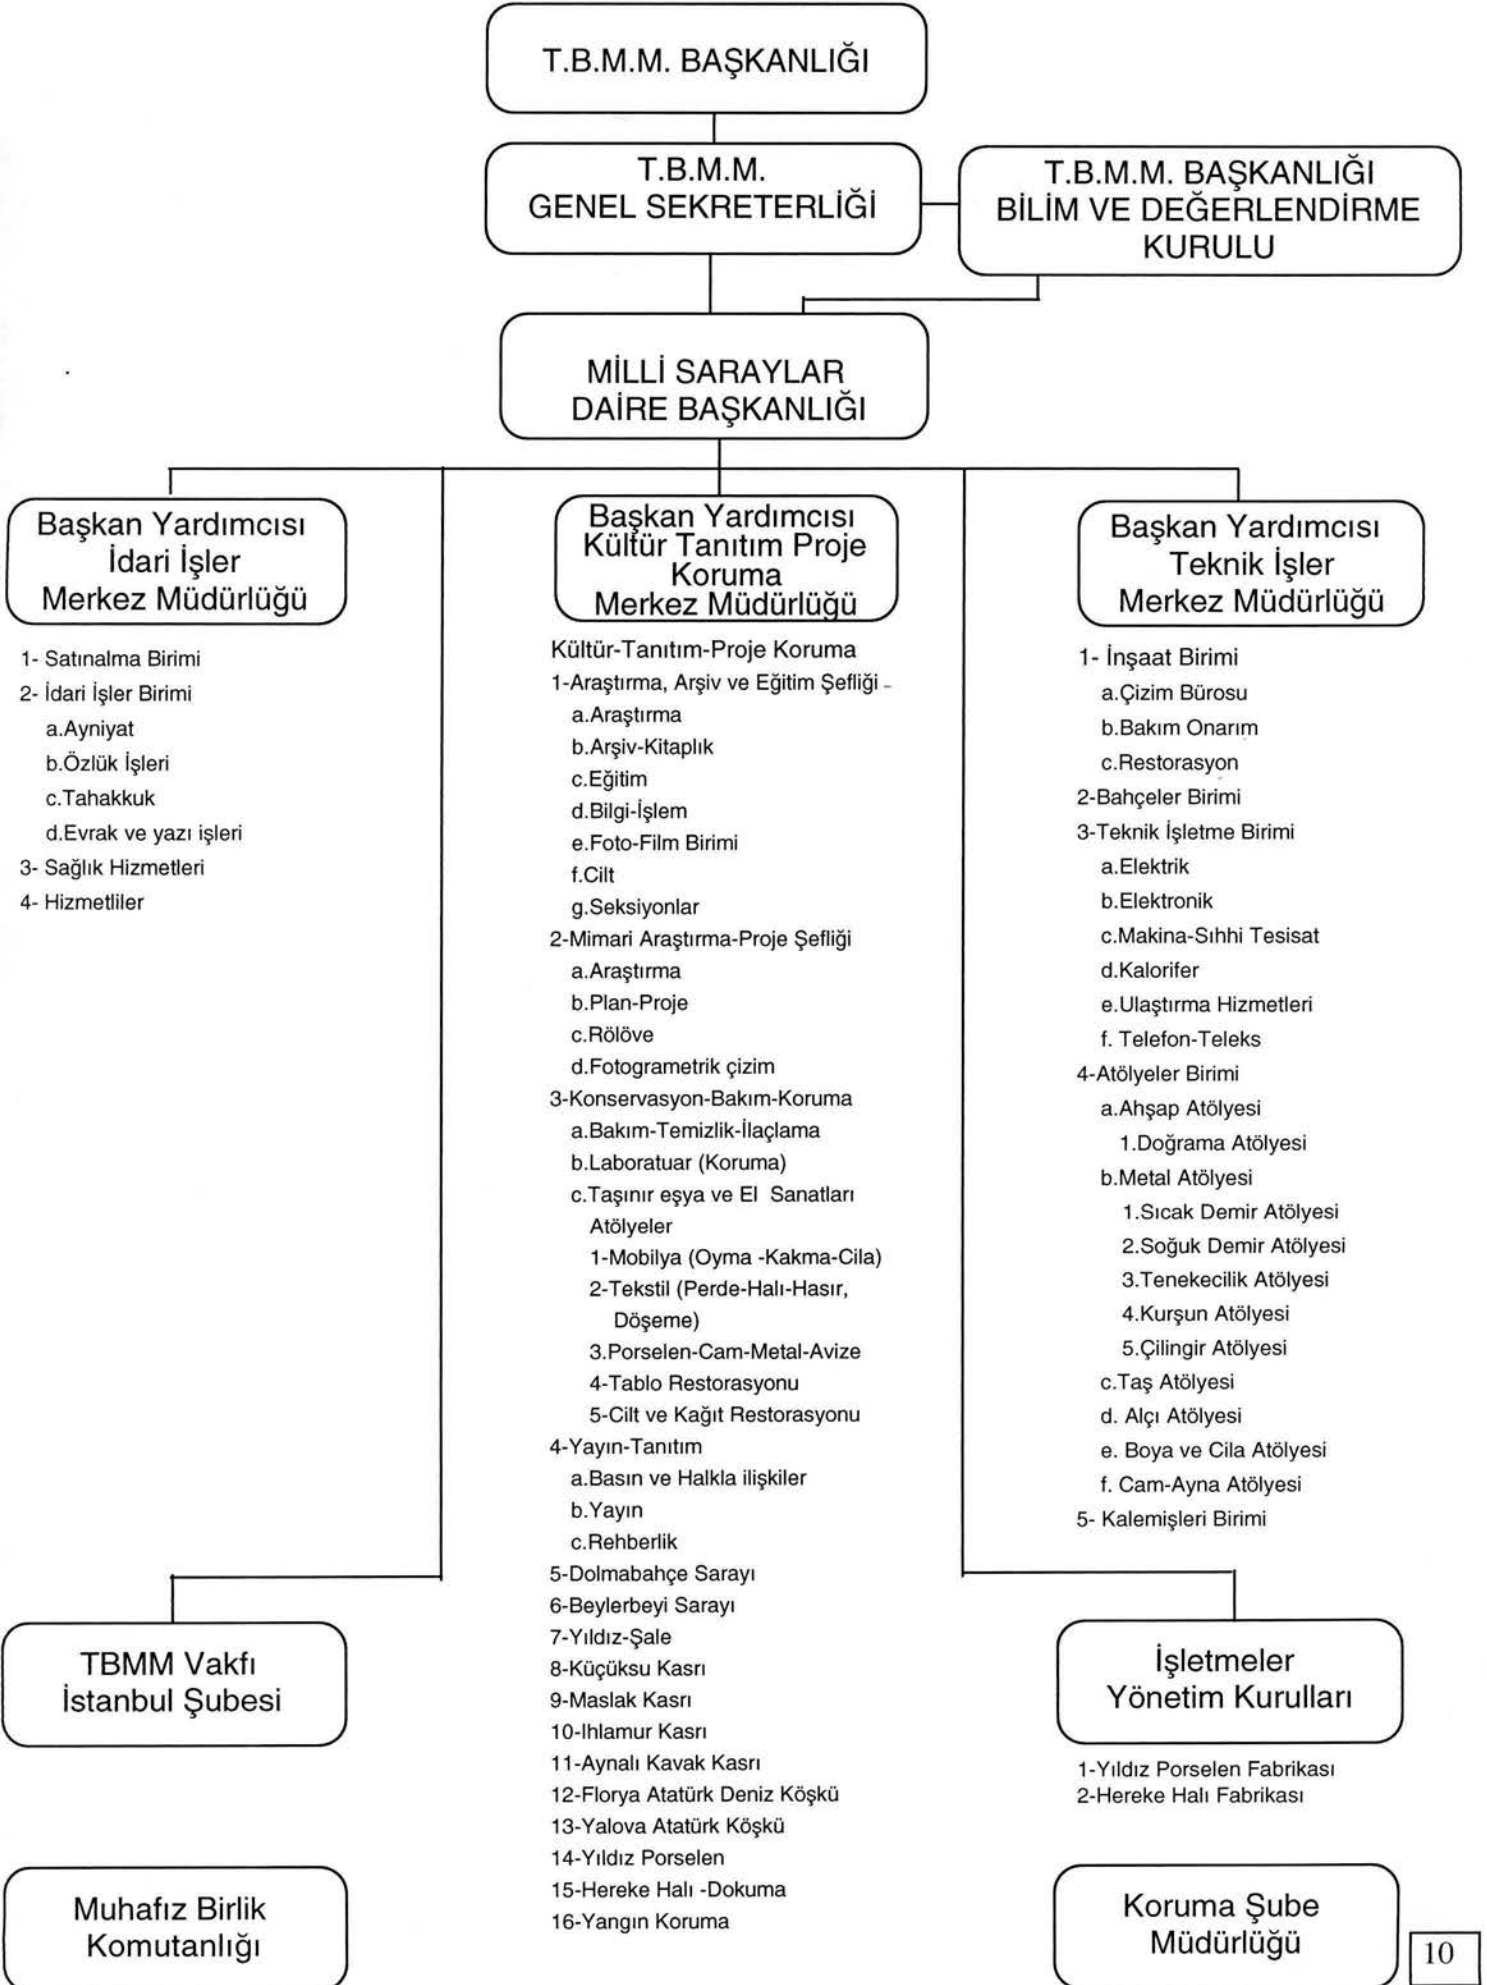 T.B.M.M. BAŞKANLIĞI
T.B.M.M.
GENEL SEKRETERLİĞİ
T.B.M.M. BAŞKANLIĞI
BİLİM VE DEĞERLENDİRME
KURULU
MİLLİ SARAYLAR
DAİRE BAŞKANLIĞI
Başkan Yardımcısı
İdari İşler
Merkez Müdürlüğü
1- Satınalma Birimi
2- İdari İşler Birimi
a.Ayniyat
b.Özlük İşleri
c.Tahakkuk
d.Evrak ve yazı işleri
3- Sağlık Hizmetleri
4- Hizmetliler
Başkan Yardımcısı
Kültür Tanıtım Proje
Koruma
Merkez Müdürlüğü
Kültür-Tanıtım-Proje Koruma
1-Araştırma, Arşiv ve Eğitim Şefliği
a.Araştırma
b.Arşiv-Kitaplık
c.Eğitim
d.Bilgi-İşlem
e.Foto-Film Birimi
f.Cilt
g.Seksiyonlar
2-Mimari Araştırma-Proje Şefliği
a.Araştırma
b.Plan-Proje
c.Rölöve
d.Fotogrametrik çizim
3-Konservasyon-Bakım-Koruma
a.Bakım-Temizlik-İlaçlama
b.Laboratuar (Koruma)
c.Taşınır eşya ve El Sanatları
Atölyeler
1-Mobilya (Oyma -Kakma-Cila)
2-Tekstil (Perde-Halı-Hasır,
Döşeme)
3.Porselen-Cam-Metal-Avize
4-Tablo Restorasyonu
5-Cilt ve Kağıt Restorasyonu
4-Yayın-Tanıtım
a.Basın ve Halkla ilişkiler
b.Yayın
c.Rehberlik
5-Dolmabahçe Sarayı
6-Beylerbeyi Sarayı
7-Yıldız-Şale
8-Küçüksu Kasrı
9-Maslak Kasrı
10-Ihlamur Kasrı
11-Aynalı Kavak Kasrı
12-Florya Atatürk Deniz Köşkü
13-Yalova Atatürk Köşkü
14-Yıldız Porselen
15-Hereke Halı -Dokuma
16-Yangın Koruma
Başkan Yardımcısı
Teknik İşler
Merkez Müdürlüğü
1- İnşaat Birimi
a.Çizim Bürosu
b.Bakım Onarım
c.Restorasyon
2-Bahçeler Birimi
3-Teknik İşletme Birimi
a.Elektrik
b.Elektronik
c.Makina-Sıhhi Tesisat
d.Kalorifer
e.Ulaştırma Hizmetleri
f. Telefon-Teleks
4-Atölyeler Birimi
a.Ahşap Atölyesi
1.Doğrama Atölyesi
b.Metal Atölyesi
1.Sıcak Demir Atölyesi
2.Soğuk Demir Atölyesi
3.Tenekecilik Atölyesi
4.Kurşun Atölyesi
5.Çilingir Atölyesi
c.Taş Atölyesi
d. Alçı Atölyesi
e. Boya ve Cila Atölyesi
f. Cam-Ayna Atölyesi
5- Kalemişleri Birimi
TBMM Vakfı
İstanbul Şubesi
İşletmeler
Yönetim Kurulları
1-Yıldız Porselen Fabrikası
2-Hereke Halı Fabrikası
Muhafız Birlik
Komutanlığı
Koruma Şube
Müdürlüğü
10